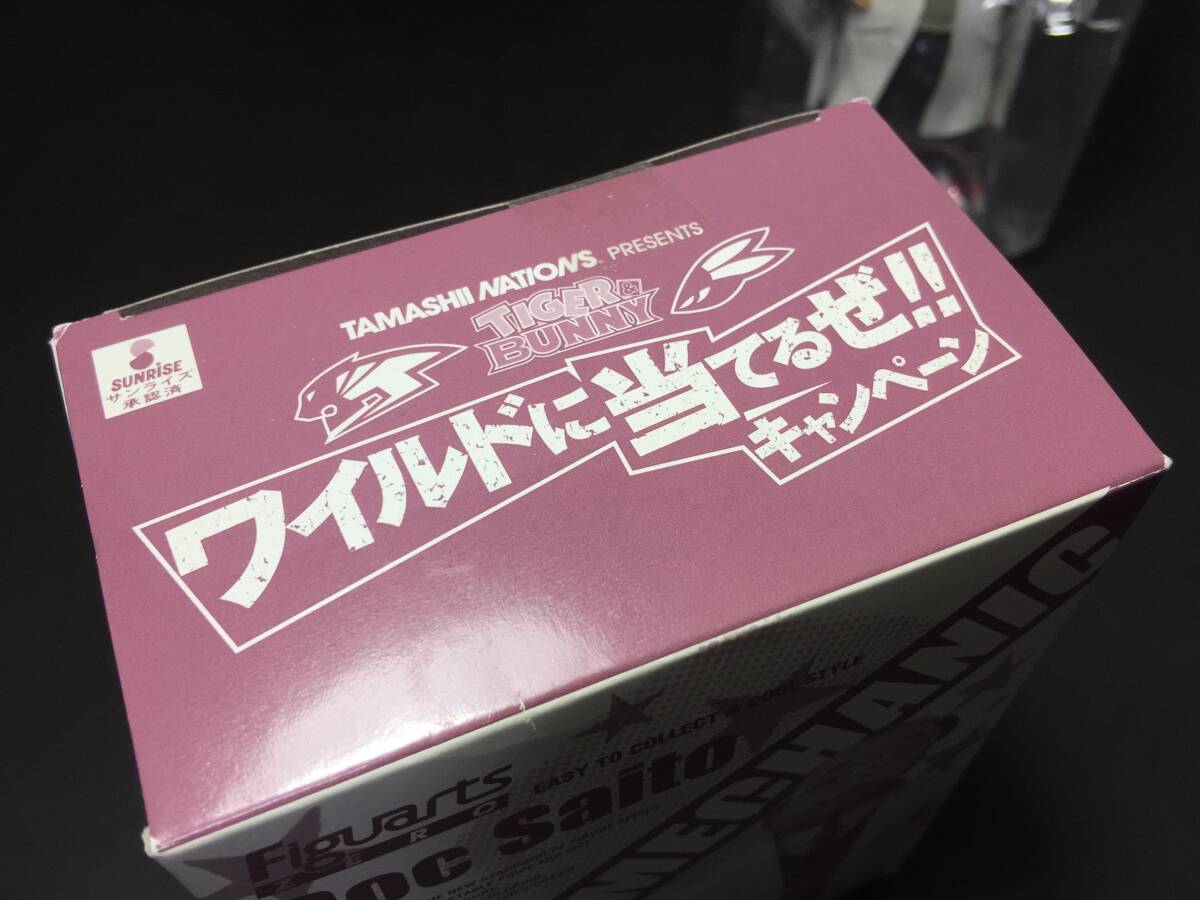 TAMASHII NATIONS PRESENTS
TIGER & BUNNY
ワイルドに当てるぜ!!
キャンペーン
SUNRISE
サンライズ
承認済
MECHANIC
EASY TO COLLECT & COOL STYLE
Figuarts
ZERO
Doc Saito